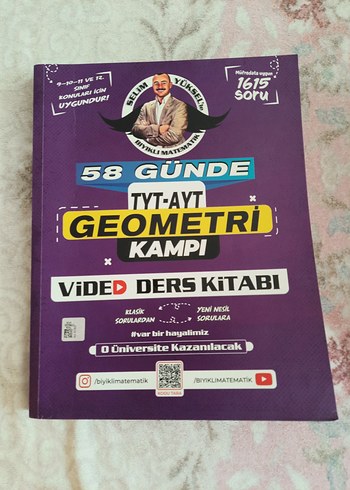 9-10-11 VE 12.
SINIF
KONULARI İÇİN
UYGUNDUR!
SELİM YÜKSEL'le
BIYIKLI MATEMATİK
Müfredata uygun
1615
soru
58 GÜNDE
TYT-AYT
GEOMETRİ
KAMPI
VİDEO DERS KİTABI
KLASİK
SORULARDAN
YENİ NESİL
SORULARA
#var bir hayalimiz
O Üniversite Kazanılacak
/biyiklimatematik
/BIYIKLIMATEMATIK